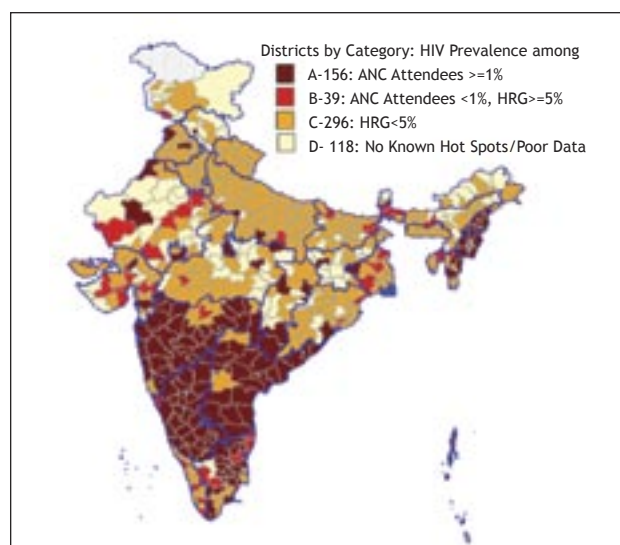 Districts by Category: HIV Prevalence among
A-156: ANC Attendees >=1%
B-39: ANC Attendees <1%, HRG>=5%
C-296: HRG<5%
D- 118: No Known Hot Spots/Poor Data